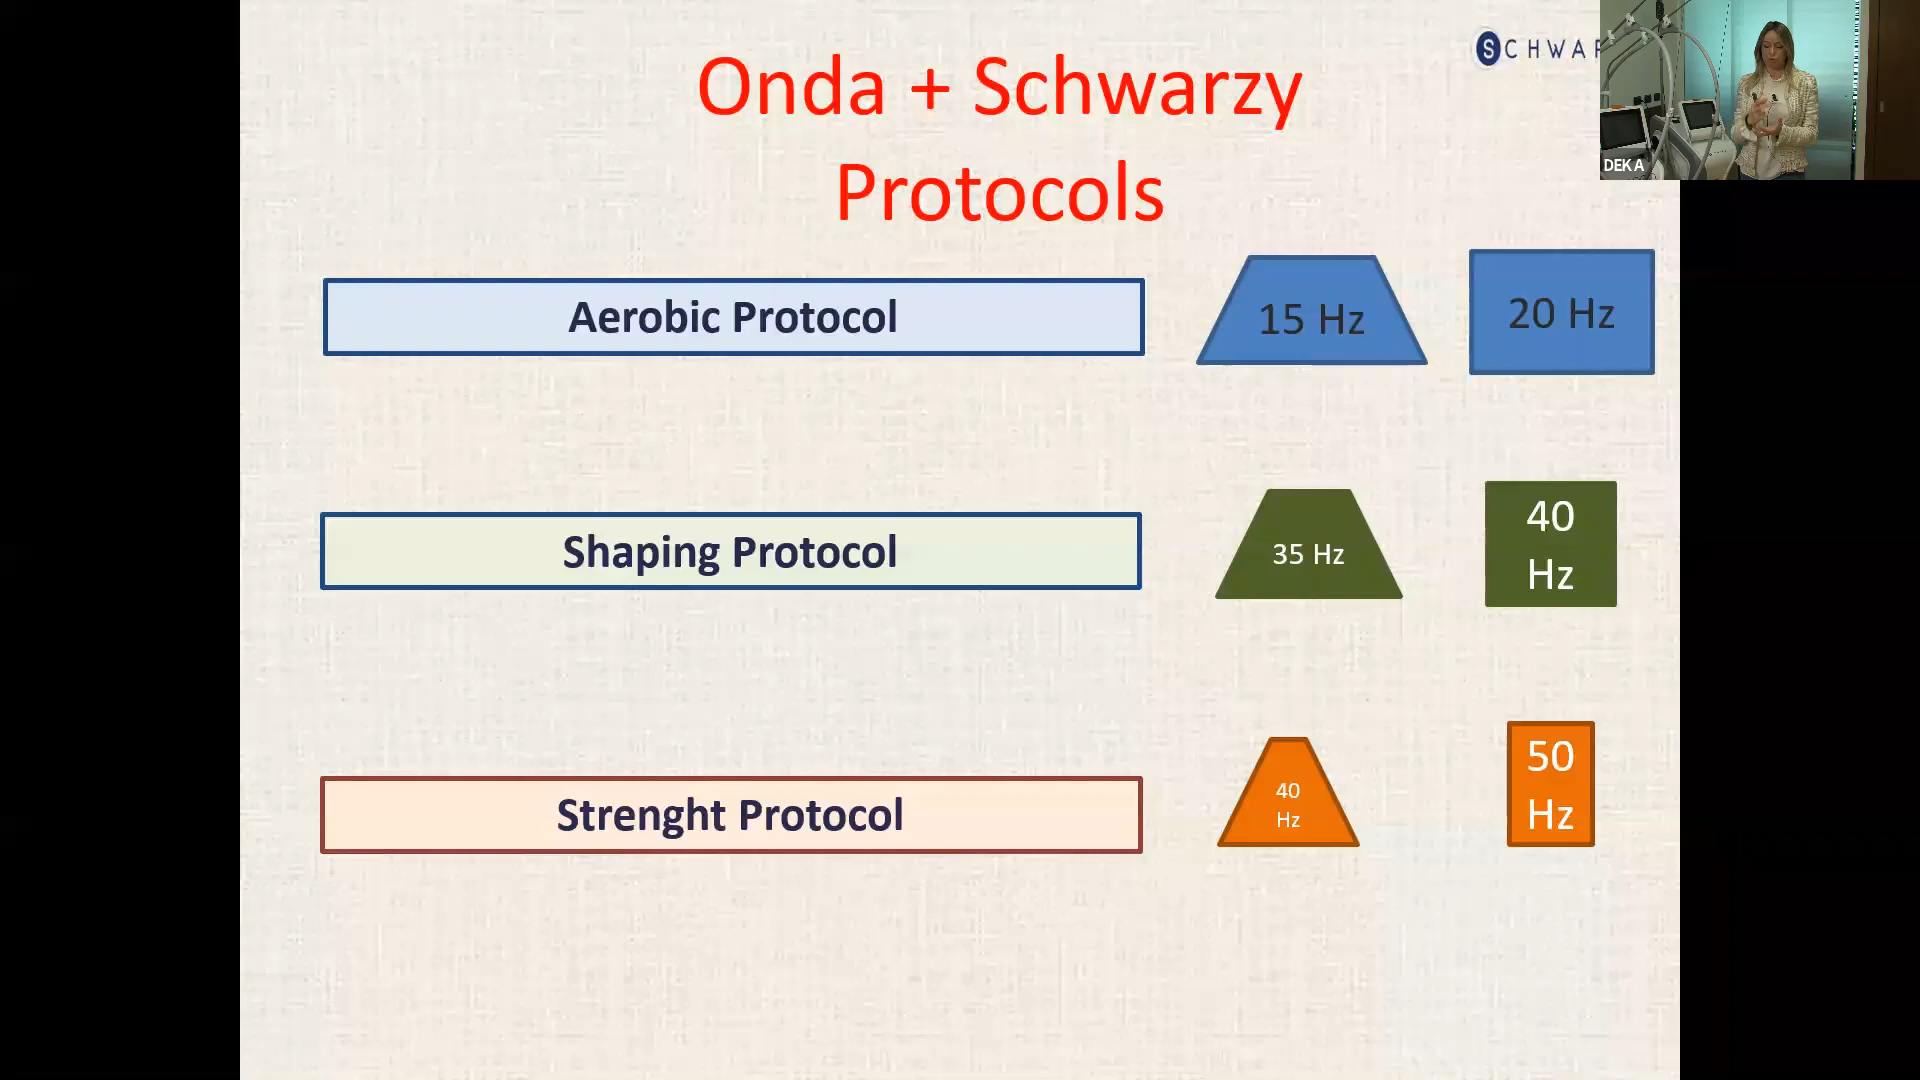 Onda + Schwarzy
Protocols
SCHWAR
DEKA
Aerobic Protocol
15 Hz
20 Hz
Shaping Protocol
35 Hz
40
Hz
Strenght Protocol
40
Hz
50
Hz